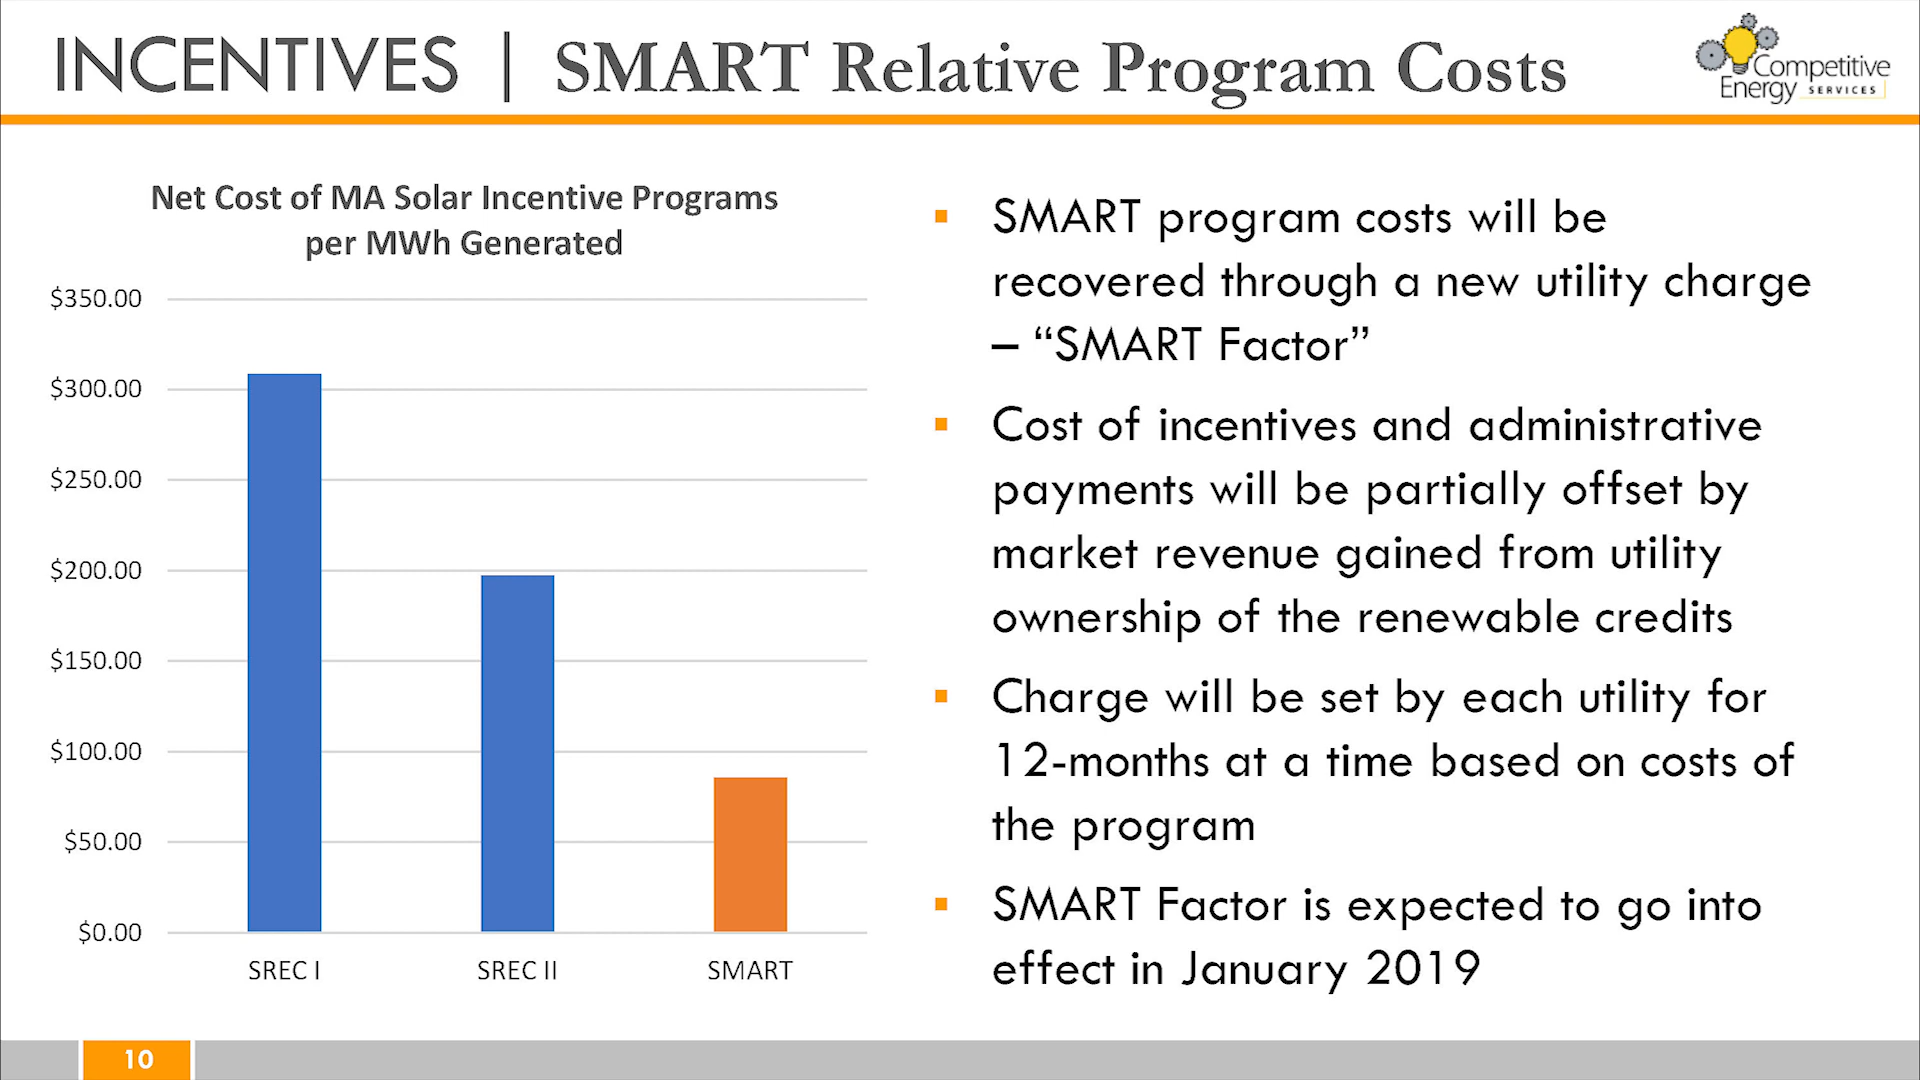 INCENTIVES | SMART Relative Program Costs
Competitive
Energy SERVICES
Net Cost of MA Solar Incentive Programs
per MWh Generated
$350.00
$300.00
$250.00
$200.00
$150.00
$100.00
$50.00
$0.00
SREC I
SREC II
SMART
▪ SMART program costs will be
recovered through a new utility charge
– “SMART Factor”
▪ Cost of incentives and administrative
payments will be partially offset by
market revenue gained from utility
ownership of the renewable credits
▪ Charge will be set by each utility for
12-months at a time based on costs of
the program
▪ SMART Factor is expected to go into
effect in January 2019
10